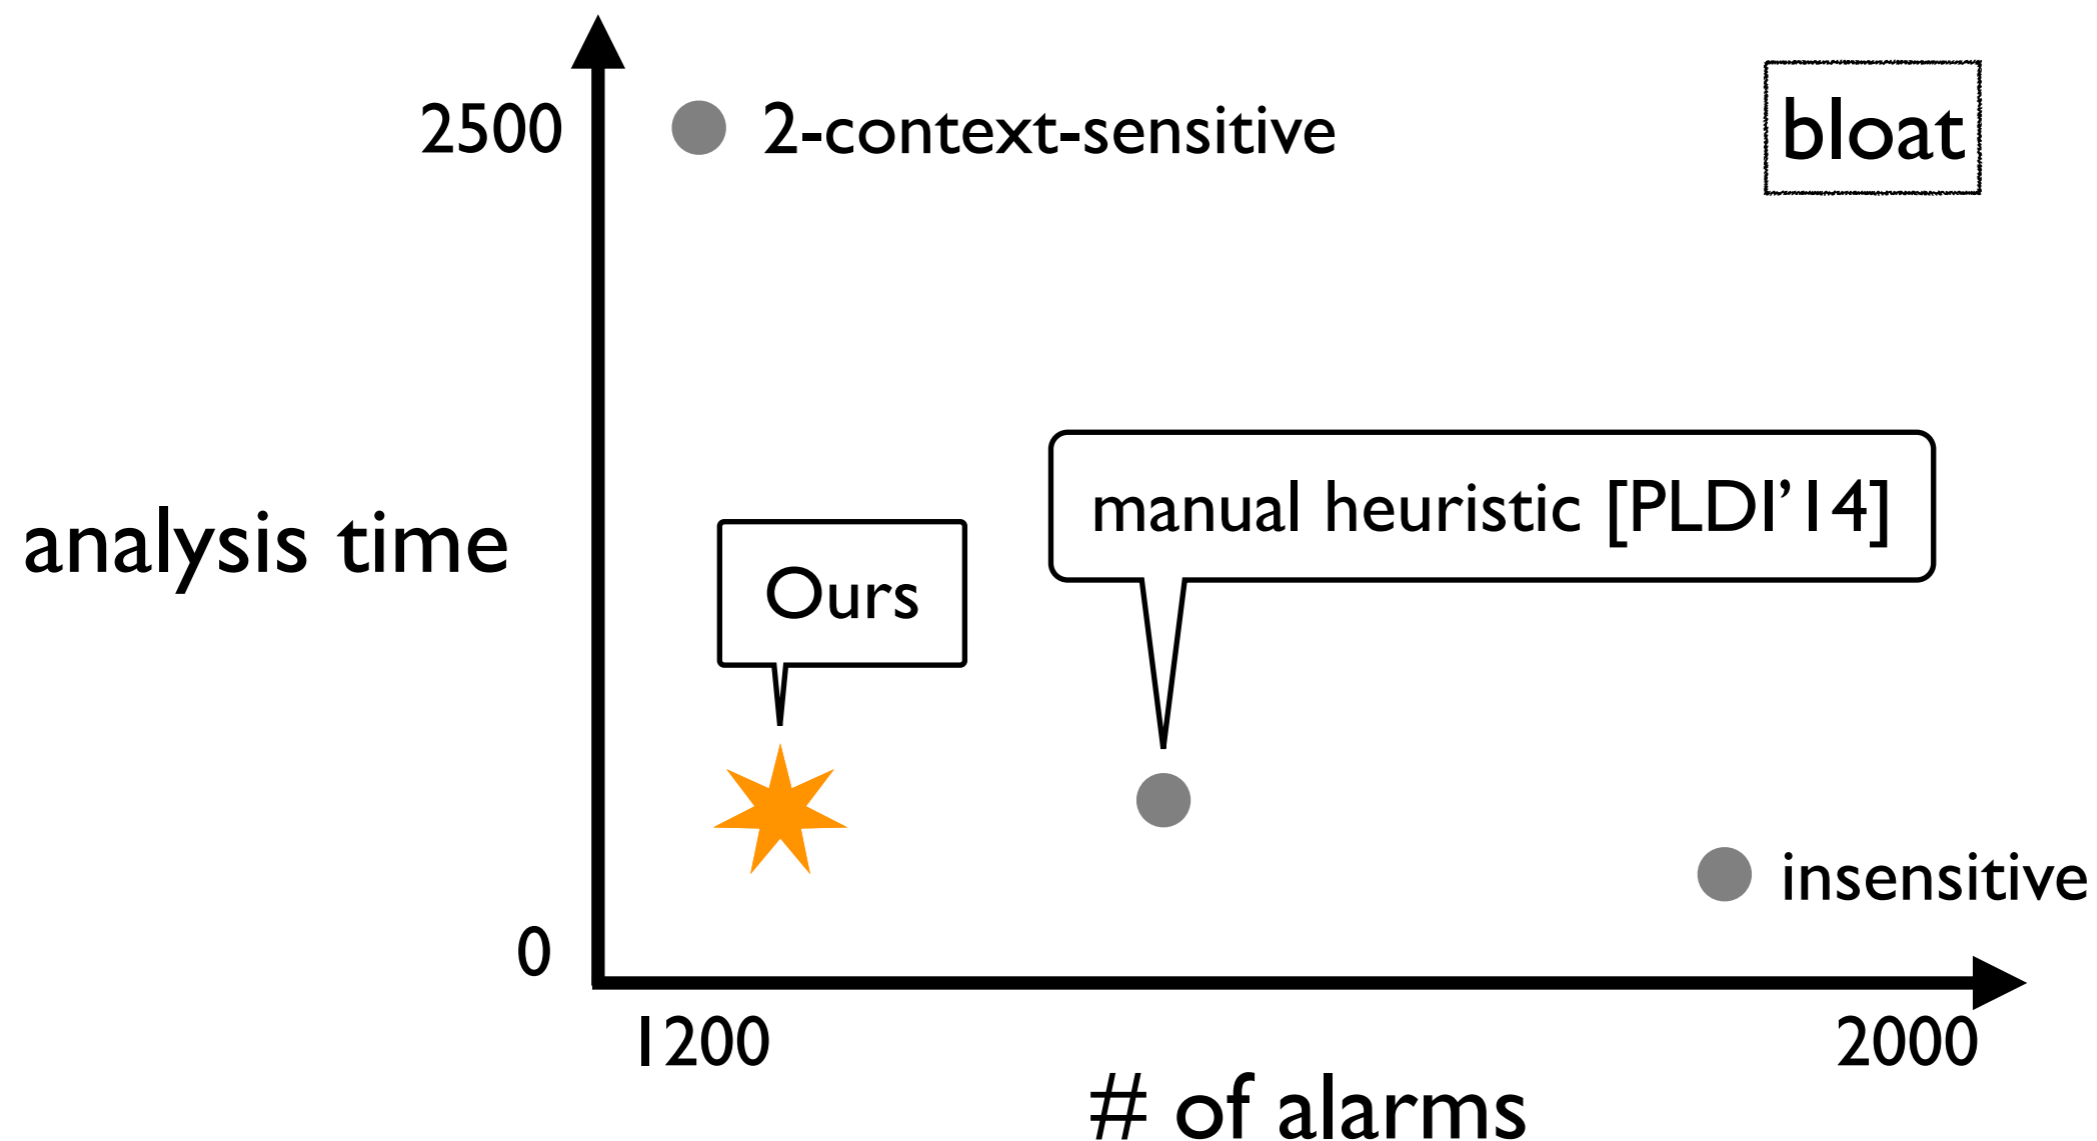 2500
2-context-sensitive
bloat
manual heuristic [PLDI’14]
analysis time
Ours
insensitive
0
1200
2000
# of alarms